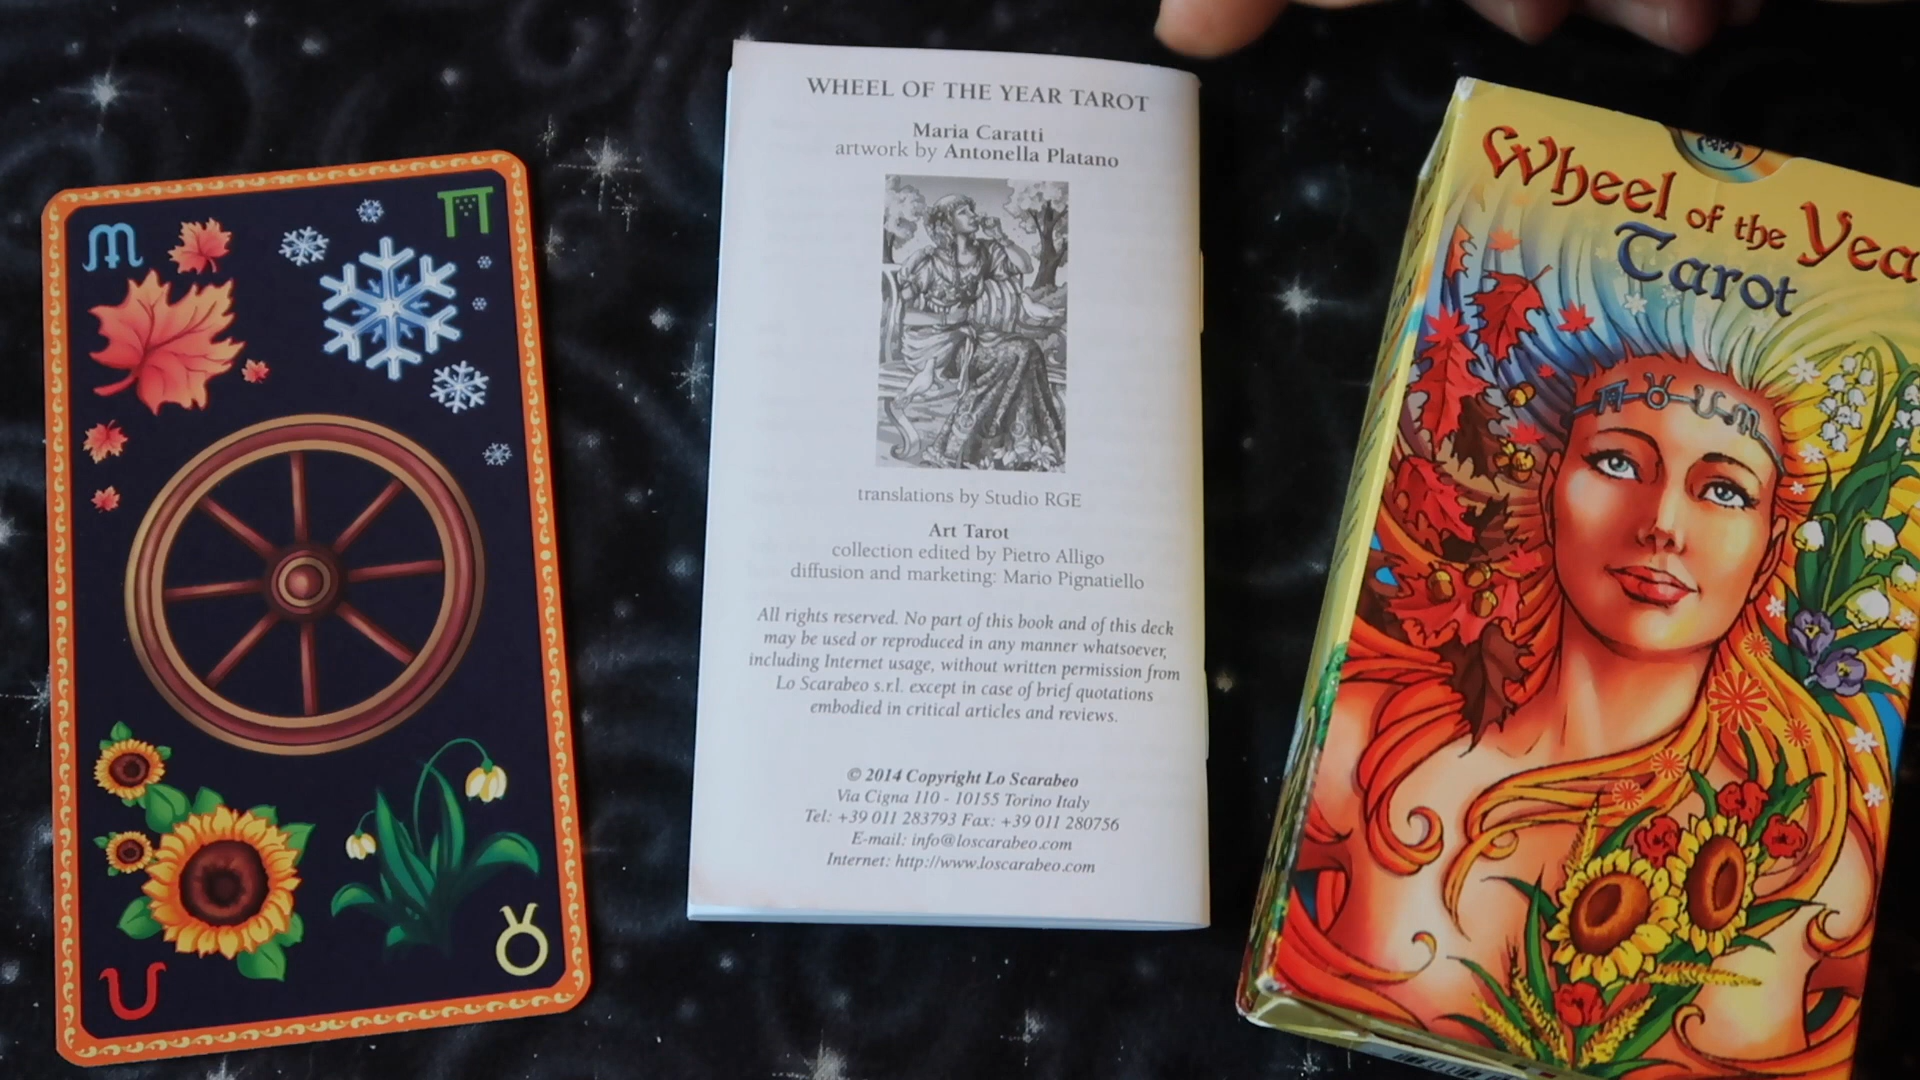 WHEEL OF THE YEAR TAROT
Maria Caratti
artwork by Antonella Platano
translations by Studio RGE
Art Tarot
collection edited by Pietro Alligo
diffusion and marketing: Mario Pignatiello
All rights reserved. No part of this book and of this deck
may be used or reproduced in any manner whatsoever,
including Internet usage, without written permission from
Lo Scarabeo s.r.l. except in case of brief quotations
embodied in critical articles and reviews.
© 2014 Copyright Lo Scarabeo
Via Cigna 110 - 10155 Torino Italy
Tel: +39 011 283793 Fax: +39 011 280756
E-mail: info@loscarabeo.com
Internet: http://www.loscarabeo.com
Wheel of the Yea
Tarot